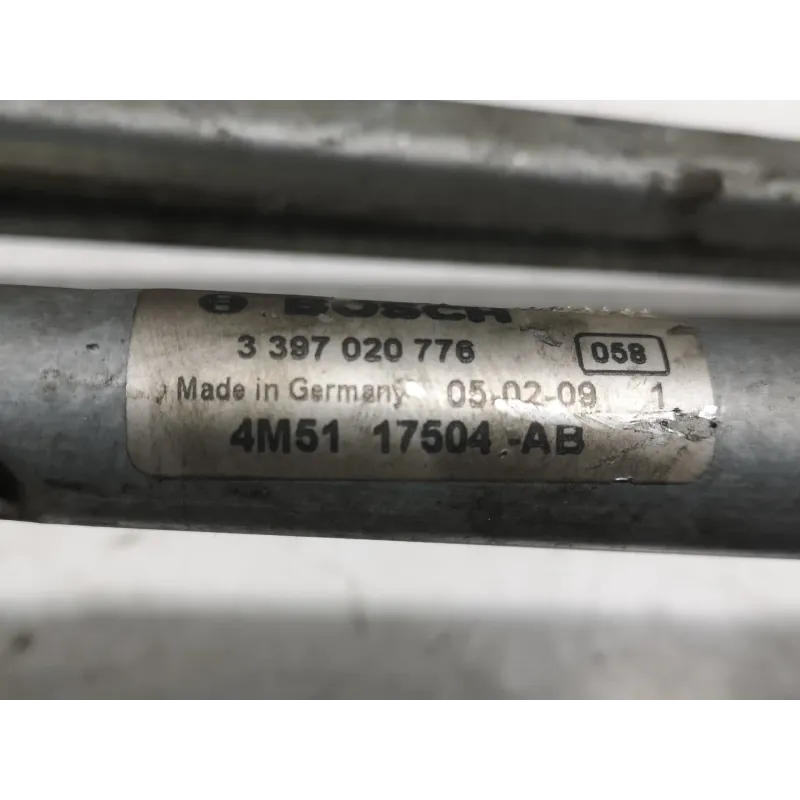 BOSCH
3 397 020 776 058
Made in Germany 05-02-09 1
4M51 17504-AB